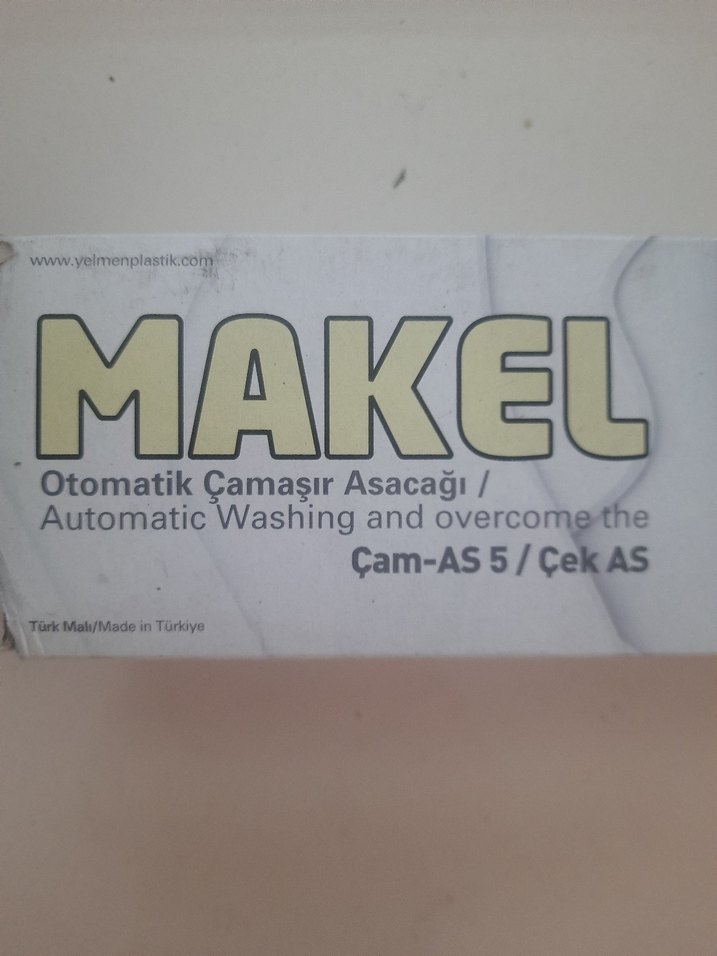 www.yelmenplastik.com
MAKEL
Otomatik Çamaşır Asacağı /
Automatic Washing and overcome the
Çam-AS 5 / Çek AS
Türk Malı/Made in Türkiye